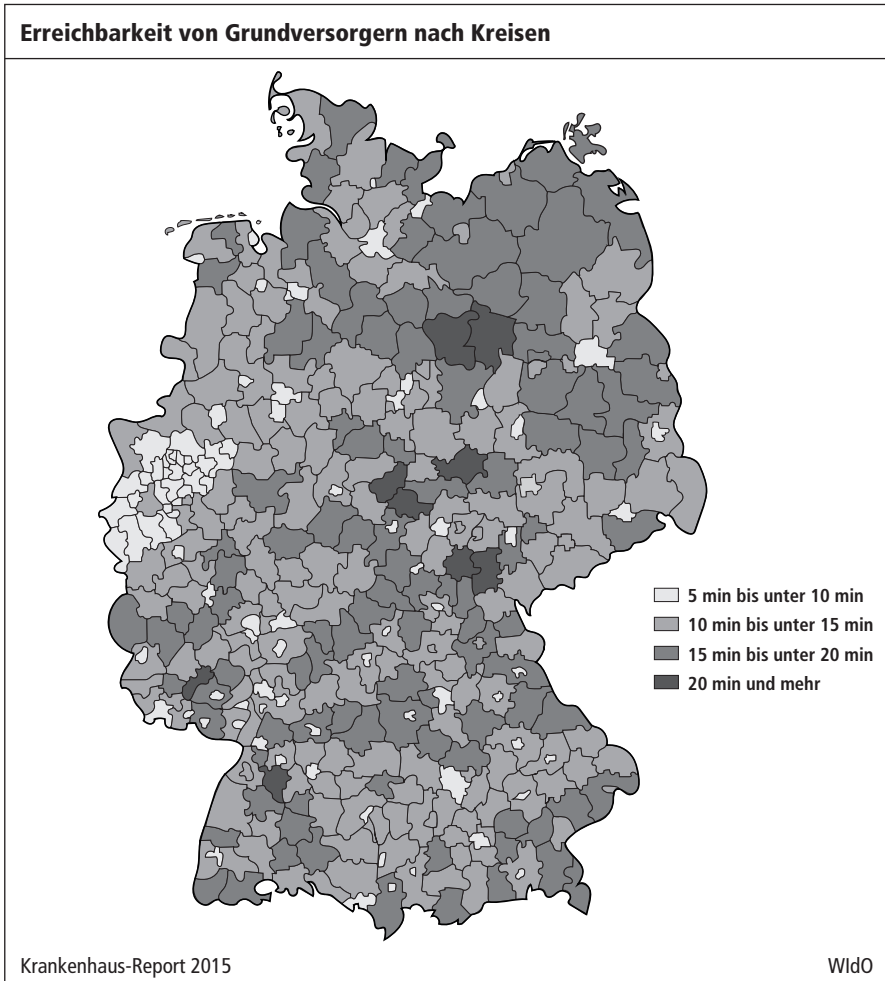 Erreichbarkeit von Grundversorgern nach Kreisen
5 min bis unter 10 min
10 min bis unter 15 min
15 min bis unter 20 min
20 min und mehr
Krankenhaus-Report 2015
WIdO